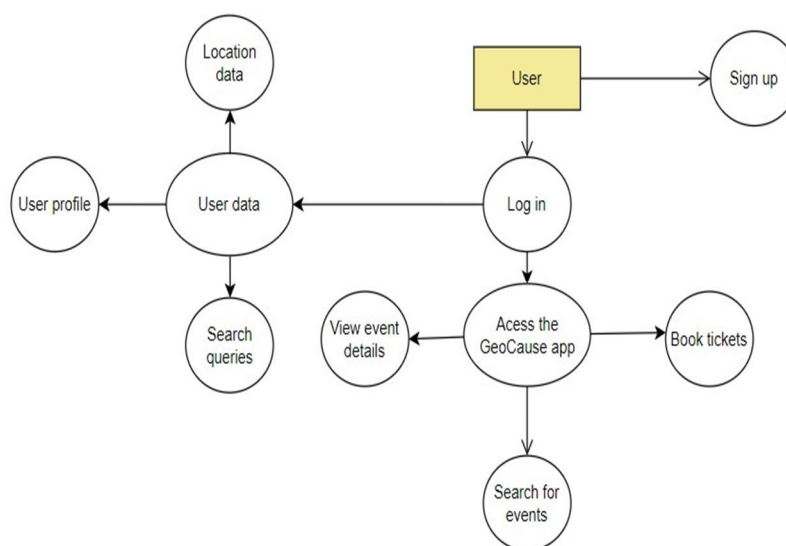 Location
data
User
Sign up
User profile
User data
Log in
Search
queries
View event
details
Acess the
GeoCause app
Book tickets
Search for
events